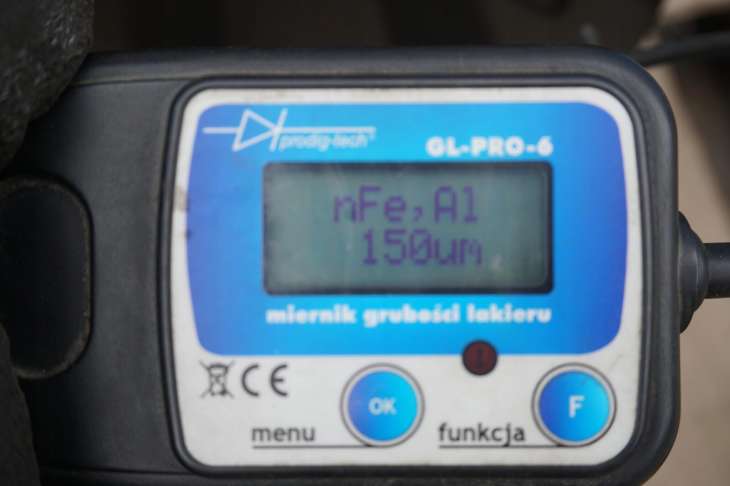 prodig-tech®
GL-PRO-6
nFe,Al
150um
miernik grubości lakieru
CE
OK
F
menu
funkcja